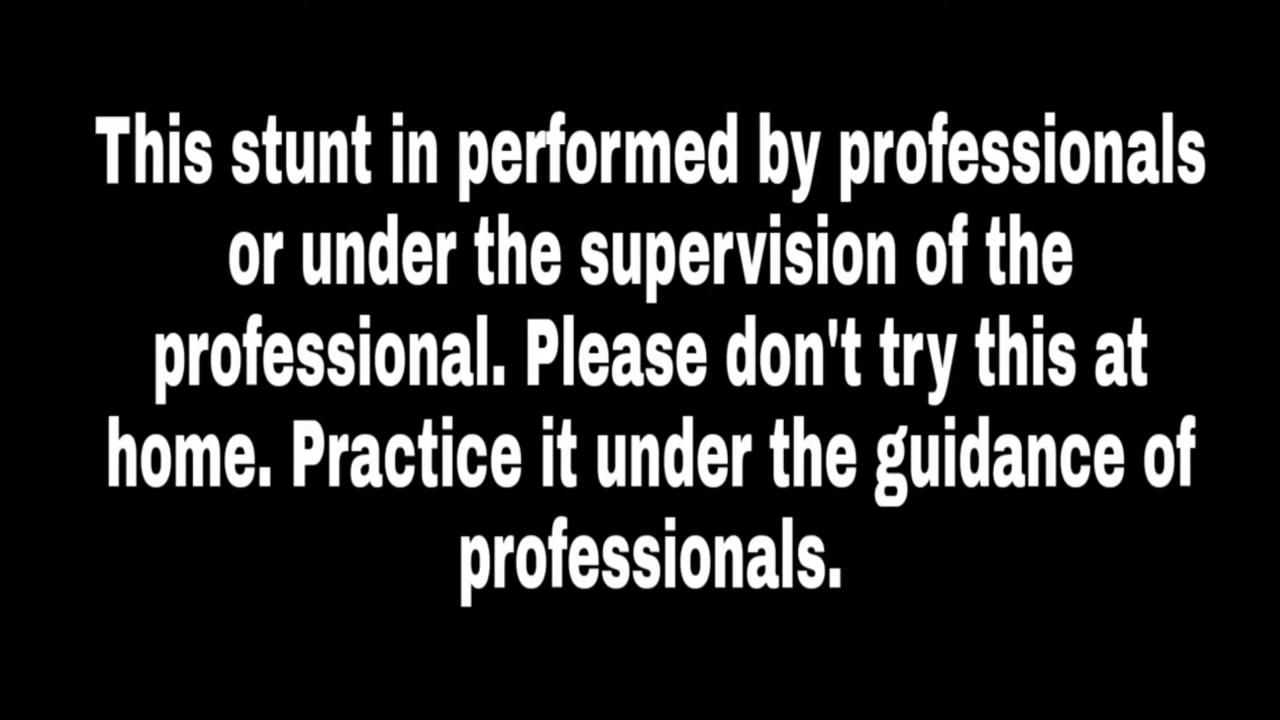 This stunt in performed by professionals
or under the supervision of the
professional. Please don't try this at
home. Practice it under the guidance of
professionals.